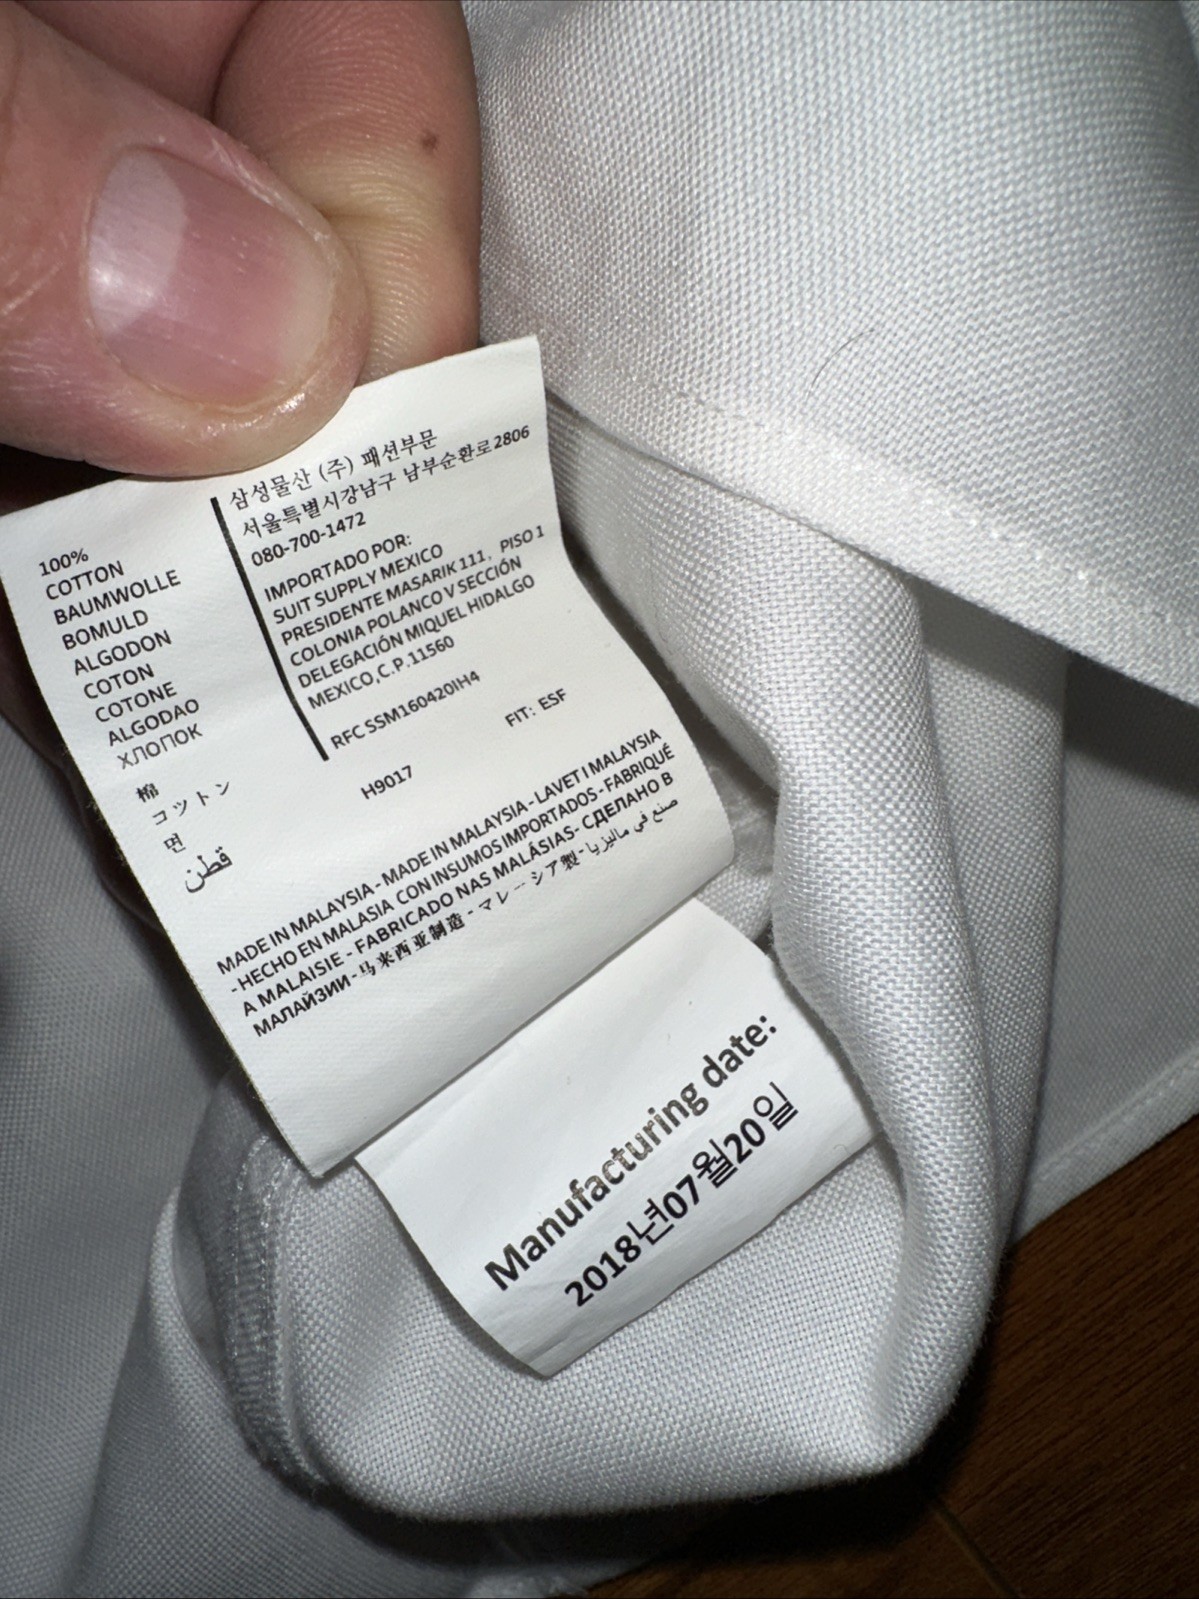 100%
COTTON
BAUMWOLLE
BOMULD
ALGODON
COTON
COTONE
ALGODAO
ХЛОПОК
棉
コットン
면
قطن
삼성물산 (주) 패션부문
서울특별시강남구 남부순환로2806
080-700-1472
IMPORTADO POR:
SUIT SUPPLY MEXICO
PRESIDENTE MASARIK 111, PISO 1
COLONIA POLANCO V SECCIÓN
DELEGACIÓN MIQUEL HIDALGO
MEXICO,C.P.11560
RFC SSM160420IH4
FIT: ESF
H9017
MADE IN MALAYSIA - MADE IN MALAYSIA - LAVET I MALAYSIA
- HECHO EN MALASIA CON INSUMOS IMPORTADOS - FABRIQUÉ
A MALAISIE - FABRICADO NAS MALÁSIAS- СДЕЛАНО В
МАЛАЙЗИИ - 马来西亚制造 - マレーシア製 - صنع في ماليزيا
Manufacturing date:
2018년07월20일